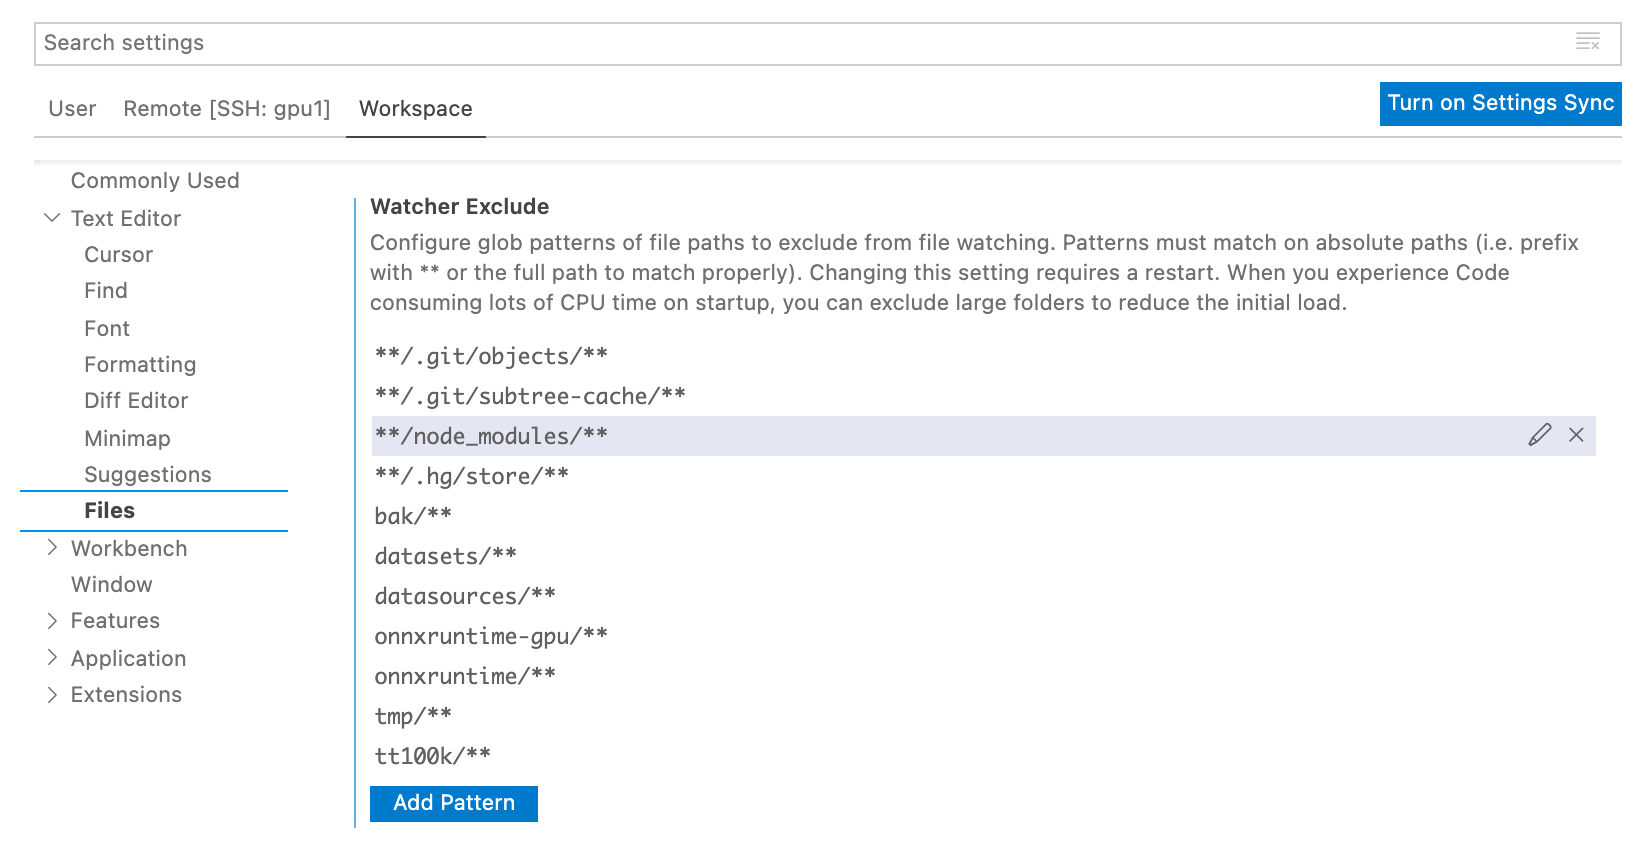 Search settings
User
Remote [SSH: gpu1]
Workspace
Turn on Settings Sync
Commonly Used
Text Editor
Cursor
Find
Font
Formatting
Diff Editor
Minimap
Suggestions
Files
Workbench
Window
Features
Application
Extensions
Watcher Exclude
Configure glob patterns of file paths to exclude from file watching. Patterns must match on absolute paths (i.e. prefix
with ** or the full path to match properly). Changing this setting requires a restart. When you experience Code
consuming lots of CPU time on startup, you can exclude large folders to reduce the initial load.
**/.git/objects/**
**/.git/subtree-cache/**
**/node_modules/**
**/.hg/store/**
bak/**
datasets/**
datasources/**
onnxruntime-gpu/**
onnxruntime/**
tmp/**
tt100k/**
Add Pattern